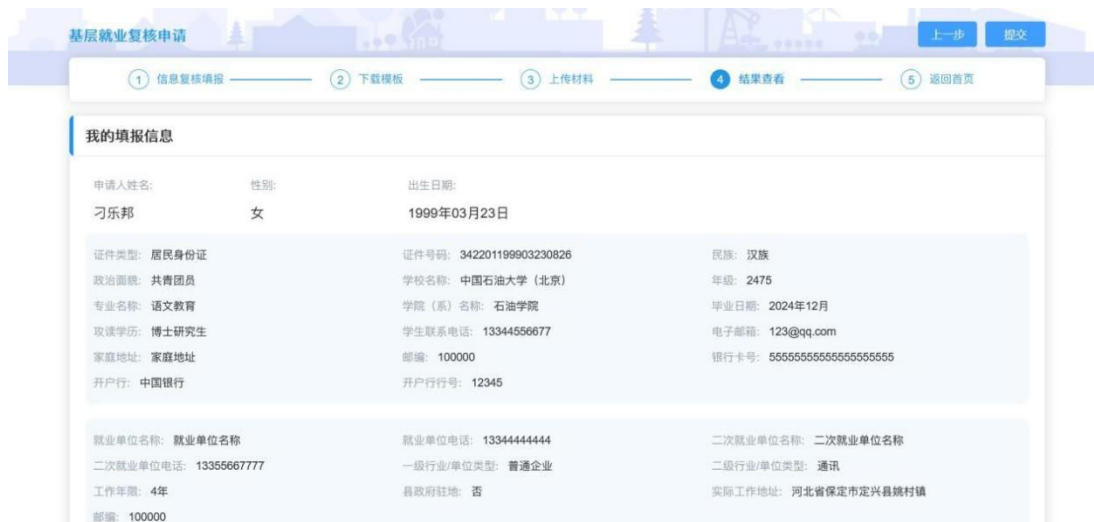 基层就业复核申请
上一步 提交
1 信息复核填报 2 下载模板 3 上传材料 4 结果查看 5 返回首页
我的填报信息
申请人姓名: 性别: 出生日期:
刁乐邦 女 1999年03月23日
证件类型: 居民身份证 证件号码: 342201199903230826 民族: 汉族
政治面貌: 共青团员 学校名称: 中国石油大学（北京） 年级: 2475
专业名称: 语文教育 学院（系）名称: 石油学院 毕业日期: 2024年12月
攻读学历: 博士研究生 学生联系电话: 13344556677 电子邮箱: 123@qq.com
家庭地址: 家庭地址 邮编: 100000 银行卡号: 55555555555555555555
开户行: 中国银行 开户行行号: 12345
就业单位名称: 就业单位名称 就业单位电话: 13344444444 二次就业单位名称: 二次就业单位名称
二次就业单位电话: 13355667777 一级行业/单位类型: 普通企业 二级行业/单位类型: 通讯
工作年限: 4年 县政府驻地: 否 实际工作地址: 河北省保定市定兴县姚村镇
邮编: 100000